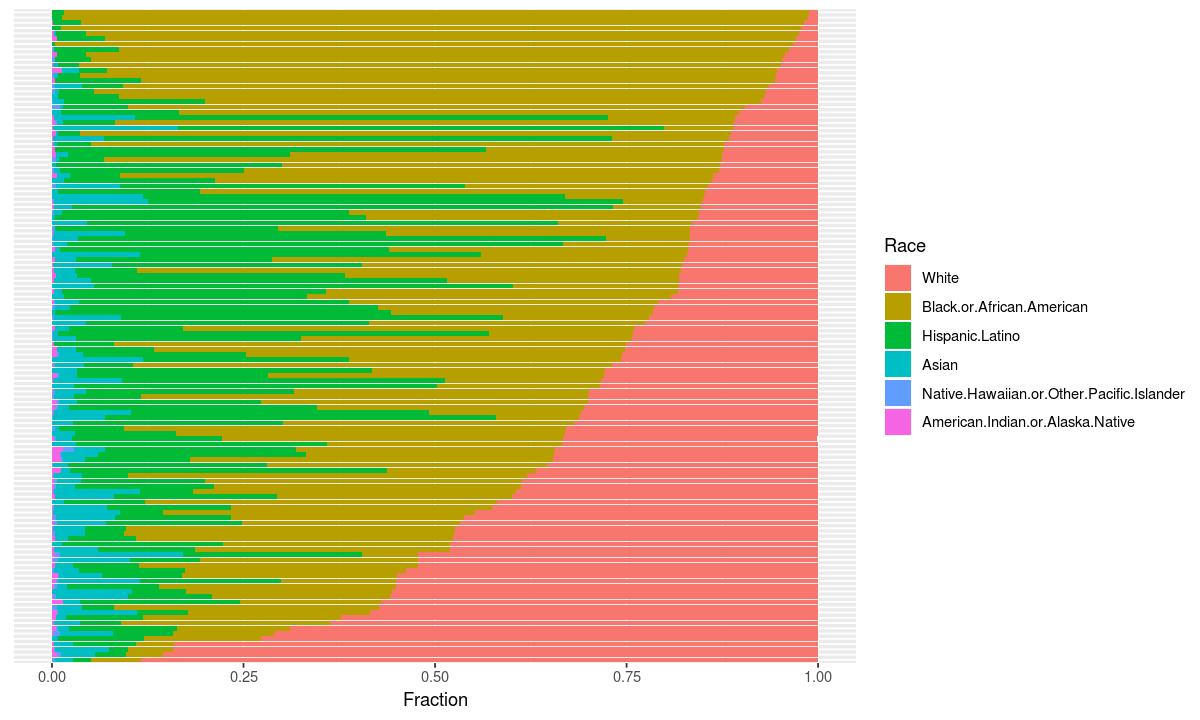 Race
White
Black.or.African.American
Hispanic.Latino
Asian
Native.Hawaiian.or.Other.Pacific.Islander
American.Indian.or.Alaska.Native
0.00 0.25 0.50 0.75 1.00
Fraction